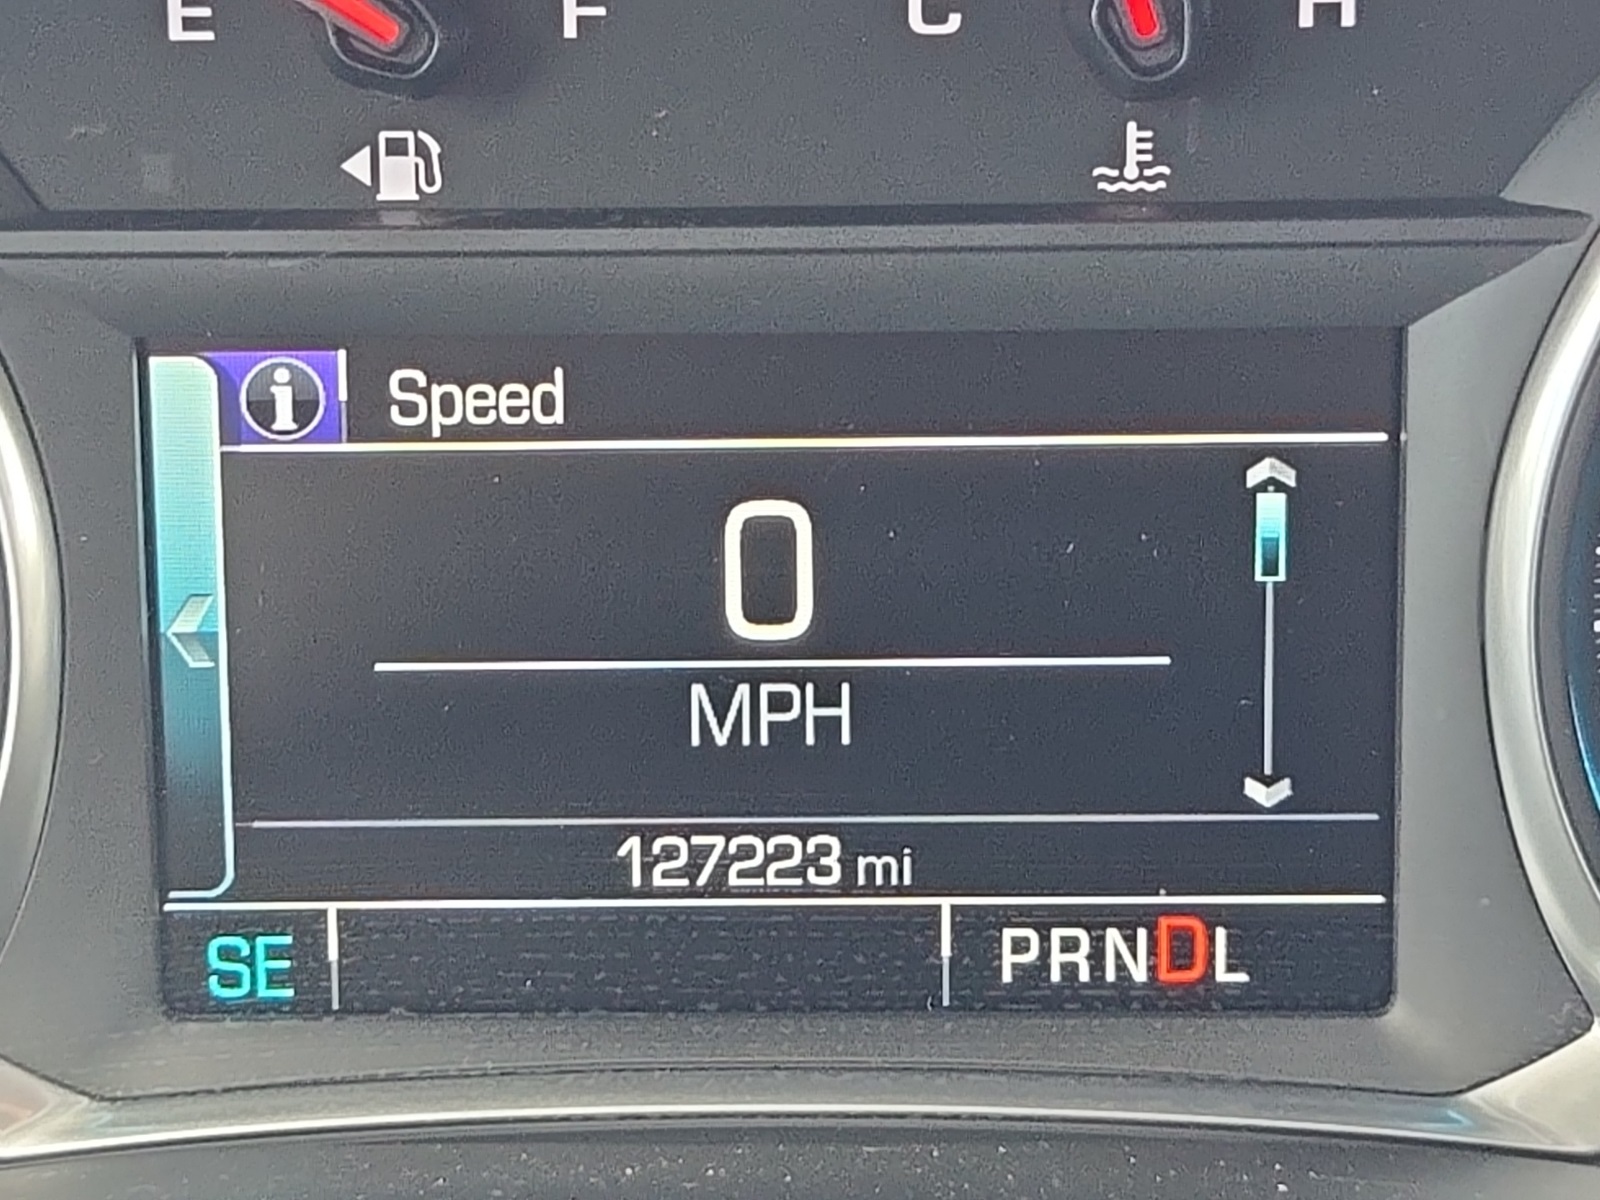 E F C H
Speed
0
MPH
127223 mi
SE PRNDL